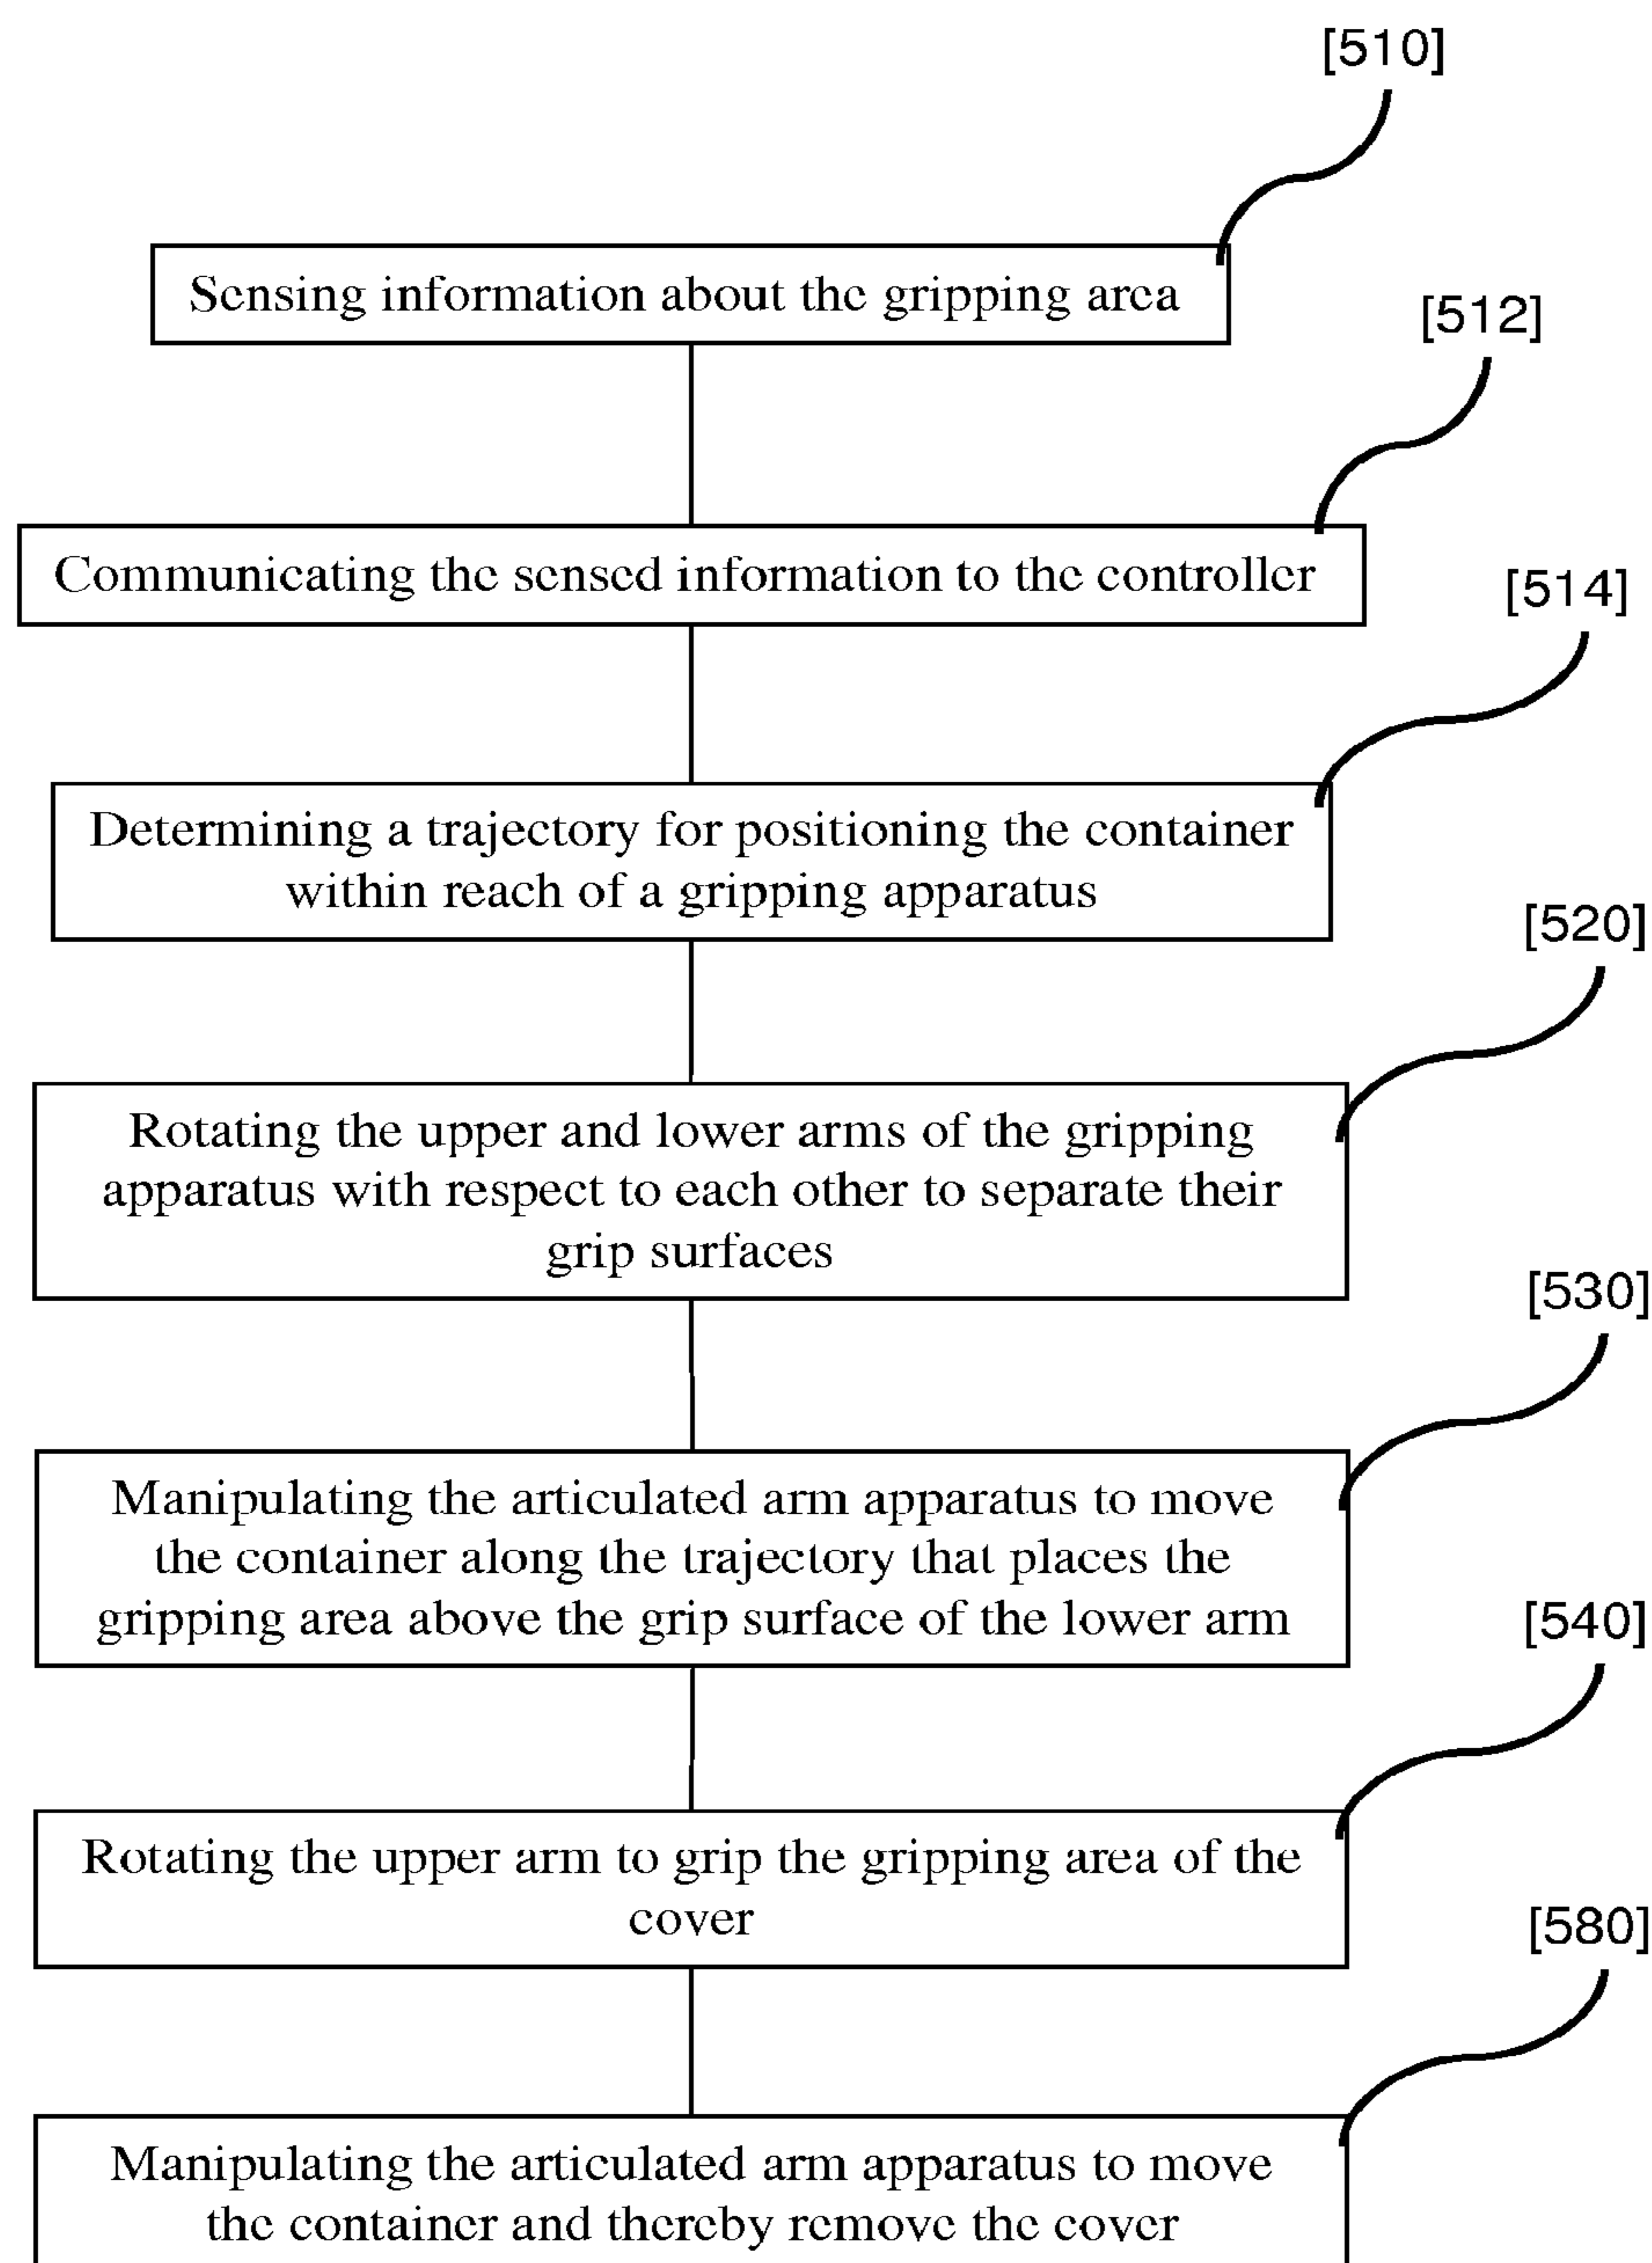 [510]
Sensing information about the gripping area
[512]
Communicating the sensed information to the controller
[514]
Determining a trajectory for positioning the container
within reach of a gripping apparatus
[520]
Rotating the upper and lower arms of the gripping
apparatus with respect to each other to separate their
grip surfaces
[530]
Manipulating the articulated arm apparatus to move
the container along the trajectory that places the
gripping area above the grip surface of the lower arm
[540]
Rotating the upper arm to grip the gripping area of the
cover
[580]
Manipulating the articulated arm apparatus to move
the container and thereby remove the cover